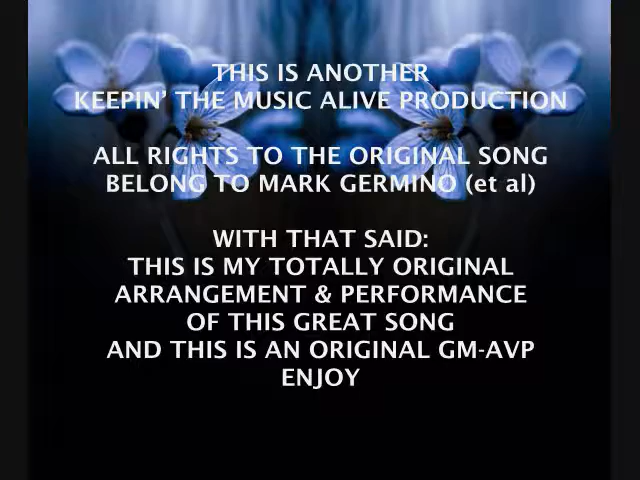 THIS IS ANOTHER
KEEPIN' THE MUSIC ALIVE PRODUCTION
ALL RIGHTS TO THE ORIGINAL SONG
BELONG TO MARK GERMINO (et al)
WITH THAT SAID:
THIS IS MY TOTALLY ORIGINAL
ARRANGEMENT & PERFORMANCE
OF THIS GREAT SONG
AND THIS IS AN ORIGINAL GM-AVP
ENJOY